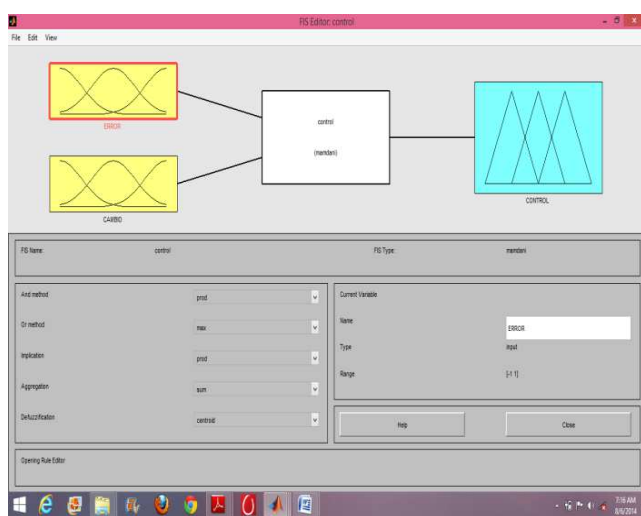 FIS Editor: control
File Edit View
ERROR
CAMBIO
control
(mamdani)
CONTROL
FIS Name: control FIS Type: mamdani
And method prod
Or method max
Implication prod
Aggregation sum
Defuzzification centroid
Current Variable
Name ERROR
Type input
Range [-1 1]
Help Close
Opening Rule Editor
7:16 AM
8/6/2014